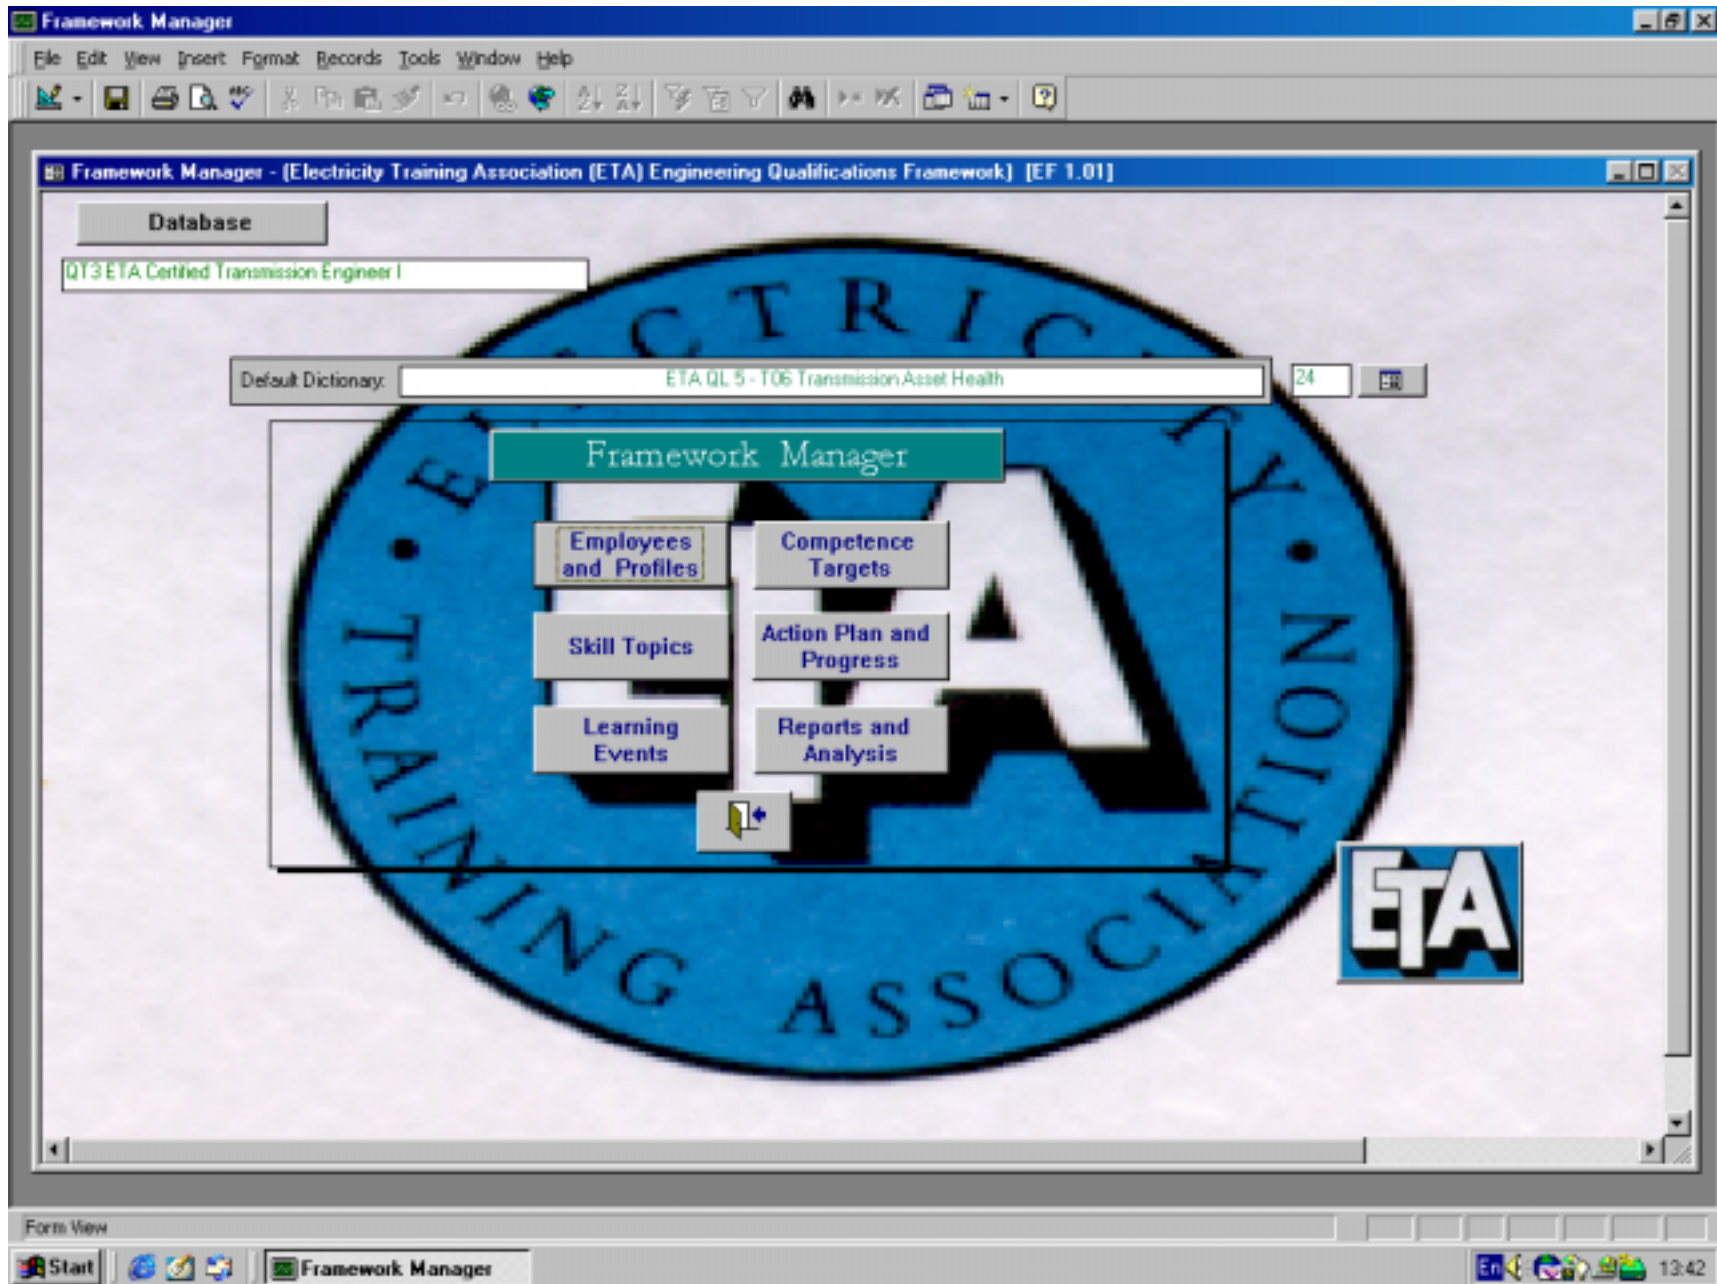 Framework Manager
File Edit View Insert Format Records Tools Window Help
Framework Manager - (Electricity Training Association (ETA) Engineering Qualifications Framework) [EF 1.01]
Database
QT3 ETA Certified Transmission Engineer I
Default Dictionary: ETA QL 5 - T06 Transmission Asset Health 24
Framework Manager
Employees
and Profiles
Competence
Targets
Skill Topics
Action Plan and
Progress
Learning
Events
Reports and
Analysis
ELECTRICITY
• TRAINING ASSOCIATION •
ETA
ETA
Form View
Start Framework Manager En 13:42